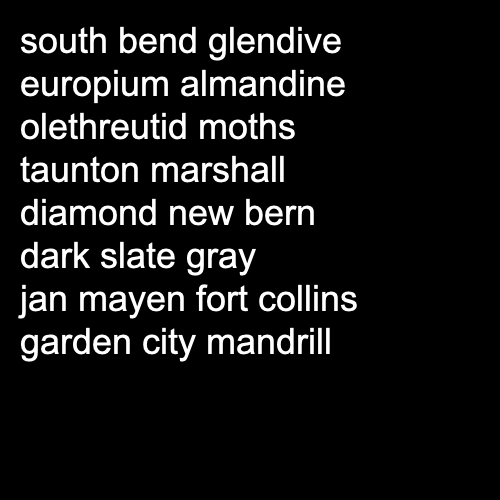 south bend glendive
europium almandine
olethreutid moths
taunton marshall
diamond new bern
dark slate gray
jan mayen fort collins
garden city mandrill